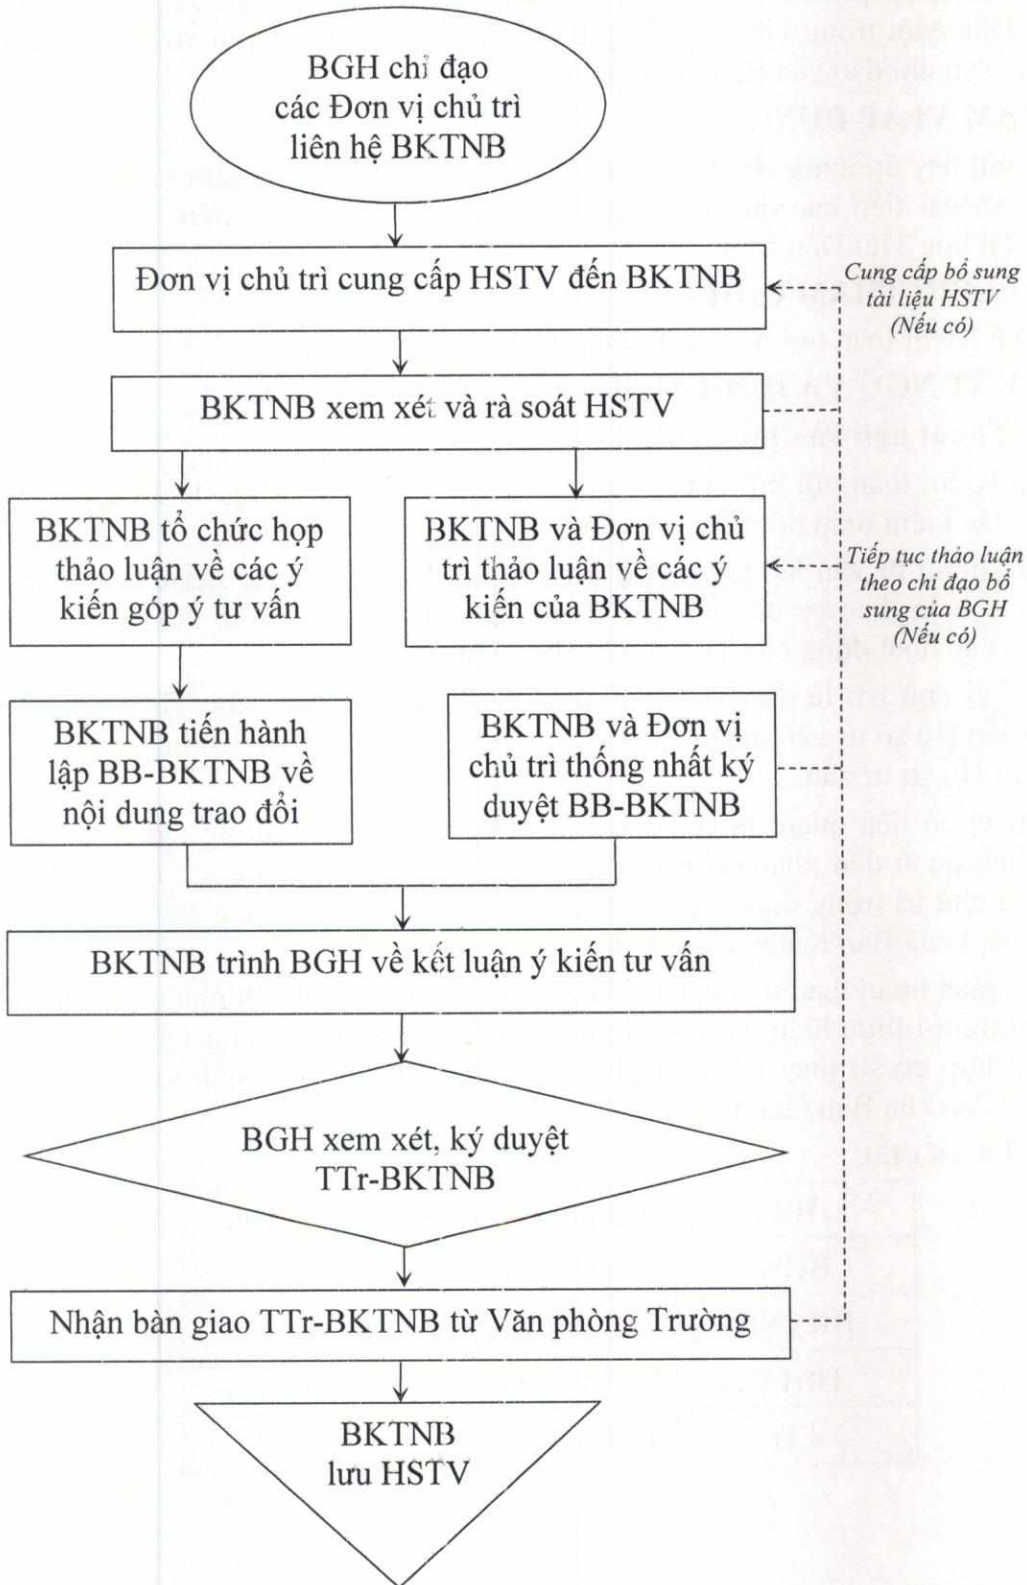 BGH chỉ đạo
các Đơn vị chủ trì
liên hệ BKTNB
Đơn vị chủ trì cung cấp HSTV đến BKTNB
Cung cấp bổ sung
tài liệu HSTV
(Nếu có)
BKTNB xem xét và rà soát HSTV
BKTNB tổ chức họp
thảo luận về các ý
kiến góp ý tư vấn
BKTNB và Đơn vị chủ
trì thảo luận về các ý
kiến của BKTNB
Tiếp tục thảo luận
theo chỉ đạo bổ
sung của BGH
(Nếu có)
BKTNB tiến hành
lập BB-BKTNB về
nội dung trao đổi
BKTNB và Đơn vị
chủ trì thống nhất ký
duyệt BB-BKTNB
BKTNB trình BGH về kết luận ý kiến tư vấn
BGH xem xét, ký duyệt
TTr-BKTNB
Nhận bàn giao TTr-BKTNB từ Văn phòng Trường
BKTNB
lưu HSTV